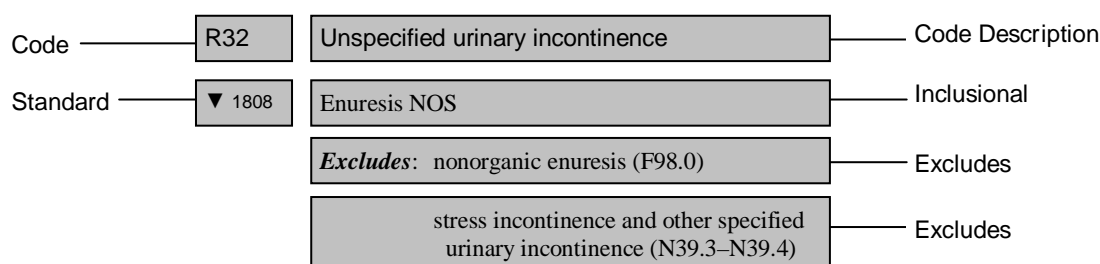 Code R32 Unspecified urinary incontinence Code Description
Standard ▼ 1808 Enuresis NOS Inclusional
Excludes: nonorganic enuresis (F98.0) Excludes
stress incontinence and other specified
urinary incontinence (N39.3–N39.4) Excludes